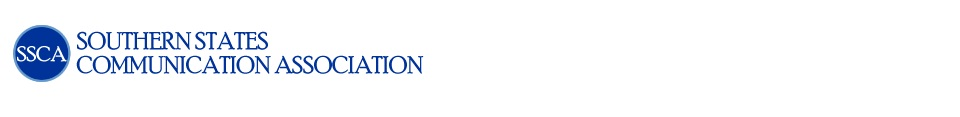 SSCA
SOUTHERN STATES
COMMUNICATION ASSOCIATION